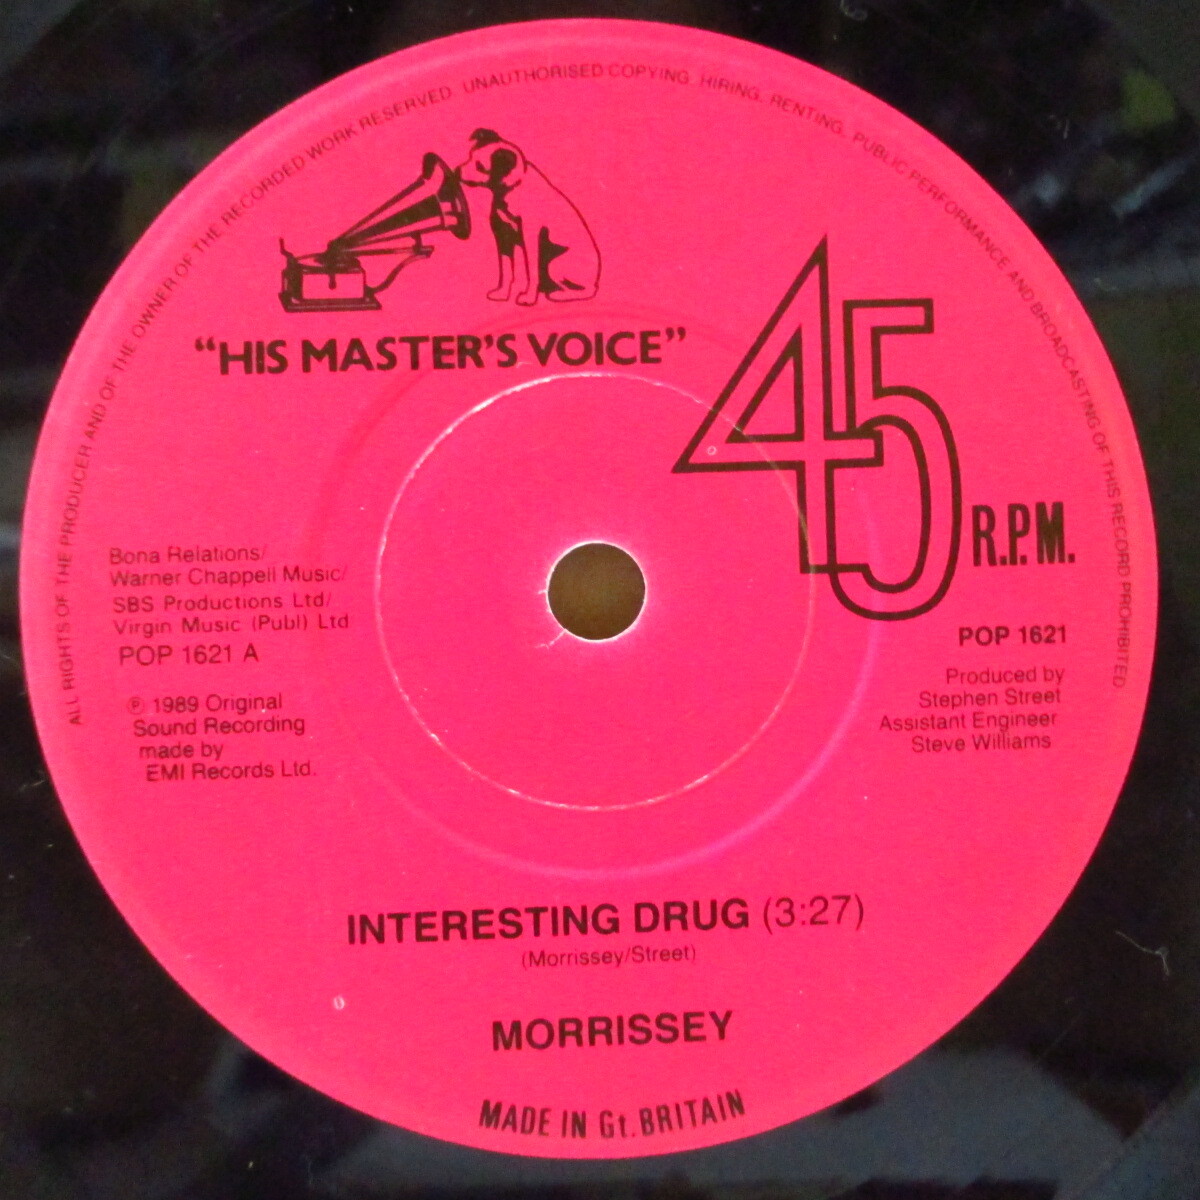 ALL RIGHTS OF THE PRODUCER AND OF THE OWNER OF THE RECORDED WORK RESERVED. UNAUTHORISED COPYING. HIRING. RENTING. PUBLIC PERFORMANCE AND BROADCASTING OF THIS RECORD PROHIBITED
“HIS MASTER'S VOICE”
45
R.P.M.
Bona Relations/
Warner Chappell Music/
SBS Productions Ltd/
Virgin Music (Publ) Ltd
POP 1621 A
℗ 1989 Original
Sound Recording
made by
EMI Records Ltd.
POP 1621
Produced by
Stephen Street
Assistant Engineer
Steve Williams
INTERESTING DRUG (3:27)
(Morrissey/Street)
MORRISSEY
MADE IN Gt. BRITAIN